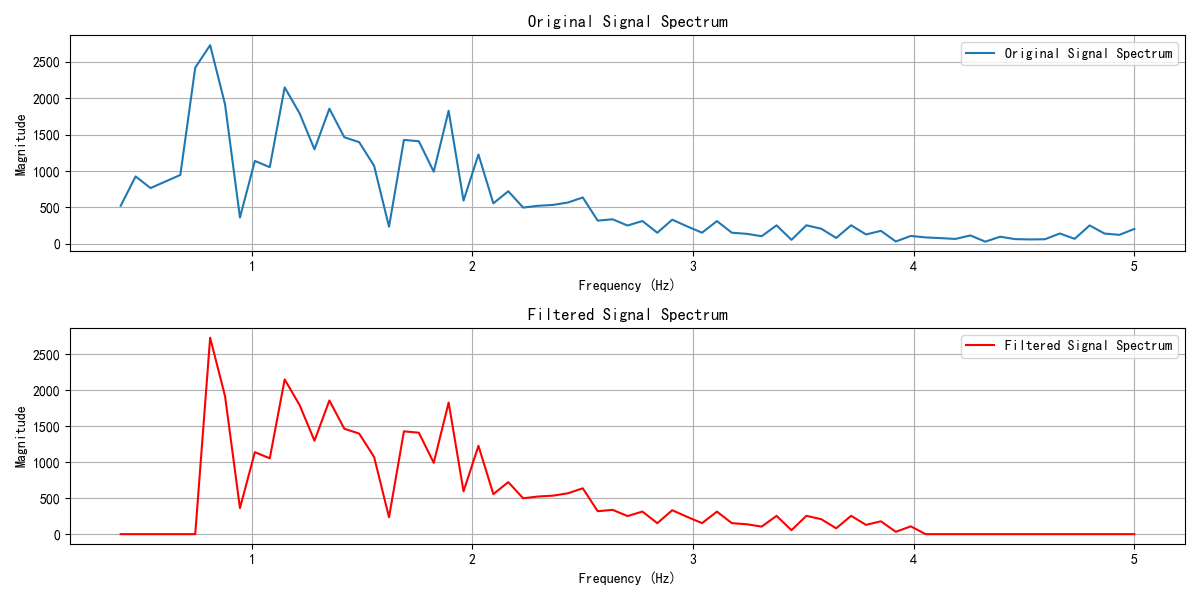 Original Signal Spectrum
Original Signal Spectrum
2500
2000
1500
1000
500
0
Magnitude
1 2 3 4 5
Frequency (Hz)
Filtered Signal Spectrum
Filtered Signal Spectrum
2500
2000
1500
1000
500
0
Magnitude
1 2 3 4 5
Frequency (Hz)